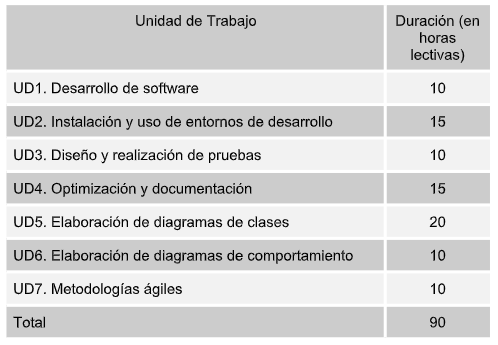 Unidad de Trabajo
Duración (en
horas
lectivas)
UD1. Desarrollo de software 10
UD2. Instalación y uso de entornos de desarrollo 15
UD3. Diseño y realización de pruebas 10
UD4. Optimización y documentación 15
UD5. Elaboración de diagramas de clases 20
UD6. Elaboración de diagramas de comportamiento 10
UD7. Metodologías ágiles 10
Total 90